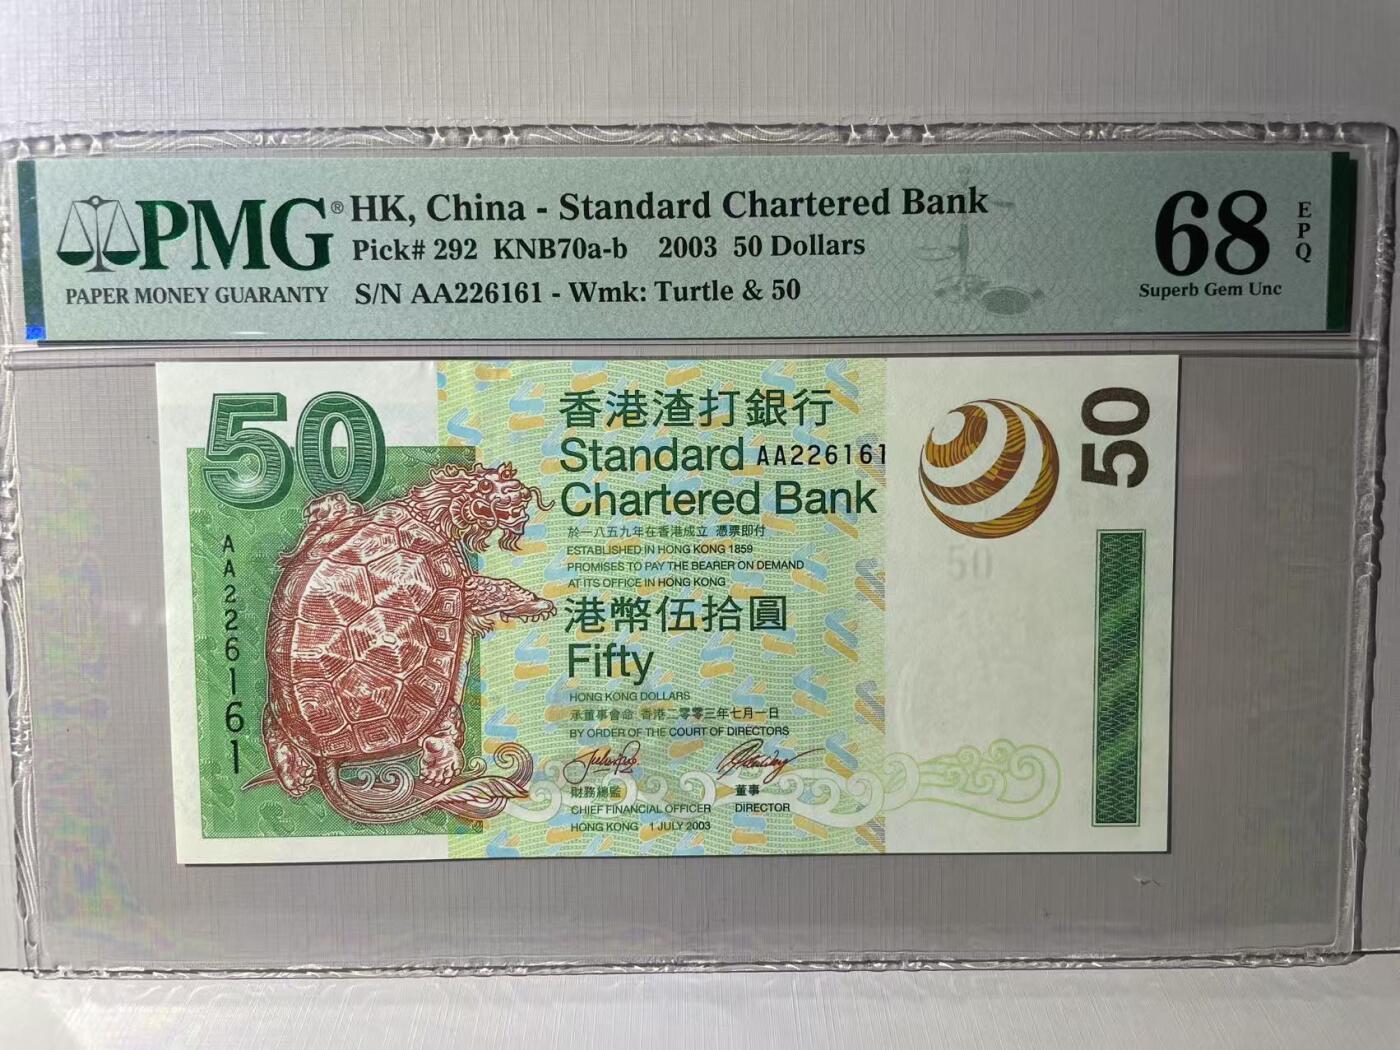 PMG®
PAPER MONEY GUARANTY
HK, China - Standard Chartered Bank
Pick# 292 KNB70a-b 2003 50 Dollars
S/N AA226161 - Wmk: Turtle & 50
68
EPQ
Superb Gem Unc
50
香港渣打銀行
Standard
AA226161
Chartered Bank
於一八五九年在香港成立 憑票即付
ESTABLISHED IN HONG KONG 1859
PROMISES TO PAY THE BEARER ON DEMAND
AT ITS OFFICE IN HONG KONG
港幣伍拾圓
Fifty
HONG KONG DOLLARS
承董事會命 香港二零零三年七月一日
BY ORDER OF THE COURT OF DIRECTORS
財務總監
董事
CHIEF FINANCIAL OFFICER
DIRECTOR
HONG KONG 1 JULY 2003
AA226161
50
50